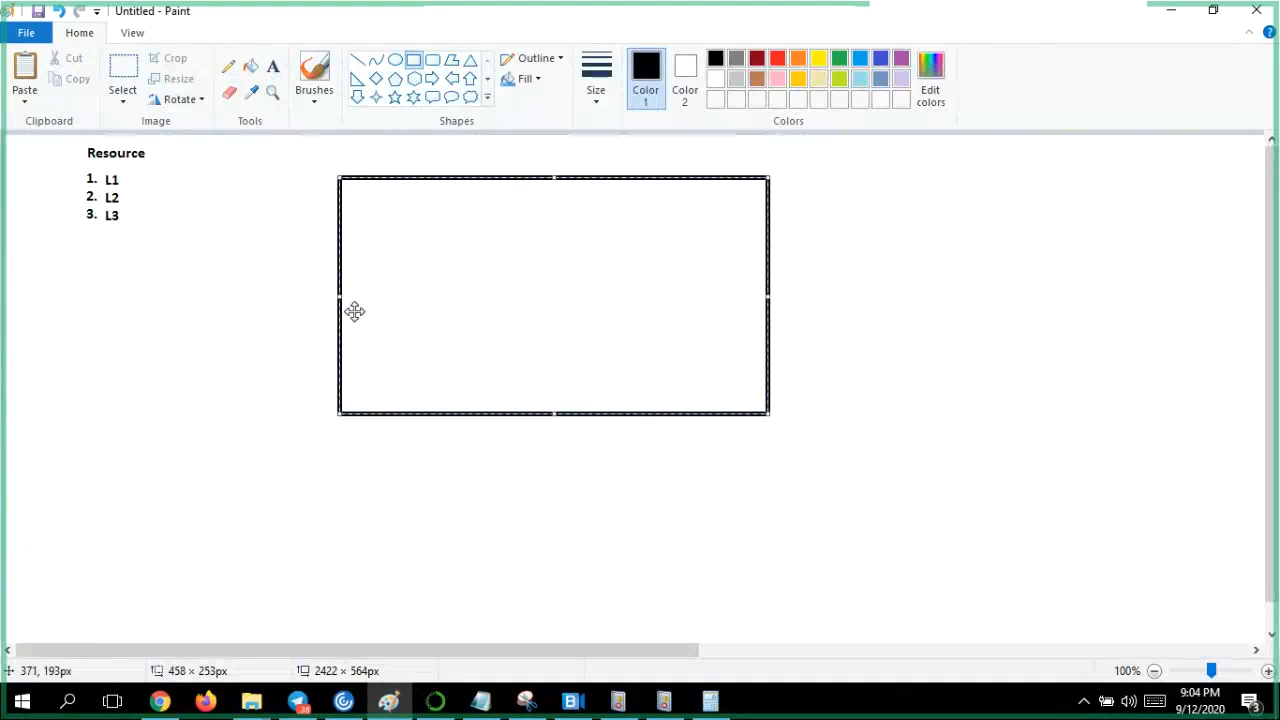 Untitled - Paint
File Home View
Paste
Cut
Copy
Clipboard
Select
Crop
Resize
Rotate
Image
Tools
Brushes
Shapes
Outline
Fill
Size
Color 1
Color 2
Colors
Edit colors
Resource
1. L1
2. L2
3. L3
371, 193px 458 × 253px 2422 × 564px 100%
38
9:04 PM
9/12/2020
3